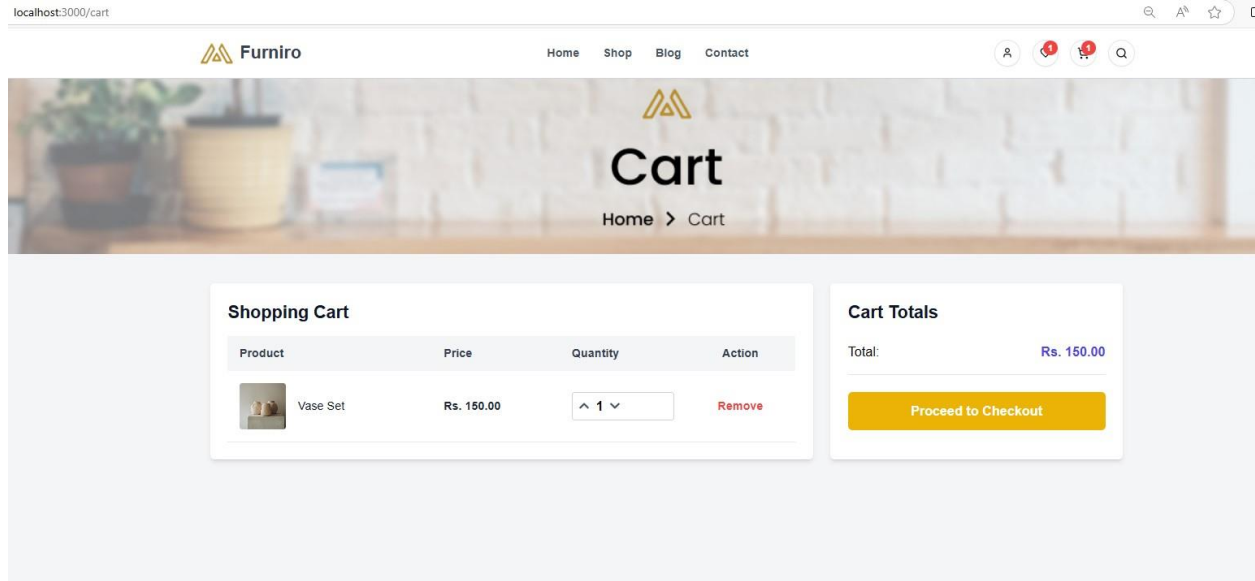 localhost:3000/cart
Furniro
Home Shop Blog Contact
1 1
Cart
Home > Cart
Shopping Cart
Product Price Quantity Action
Vase Set Rs. 150.00 1 Remove
Cart Totals
Total: Rs. 150.00
Proceed to Checkout